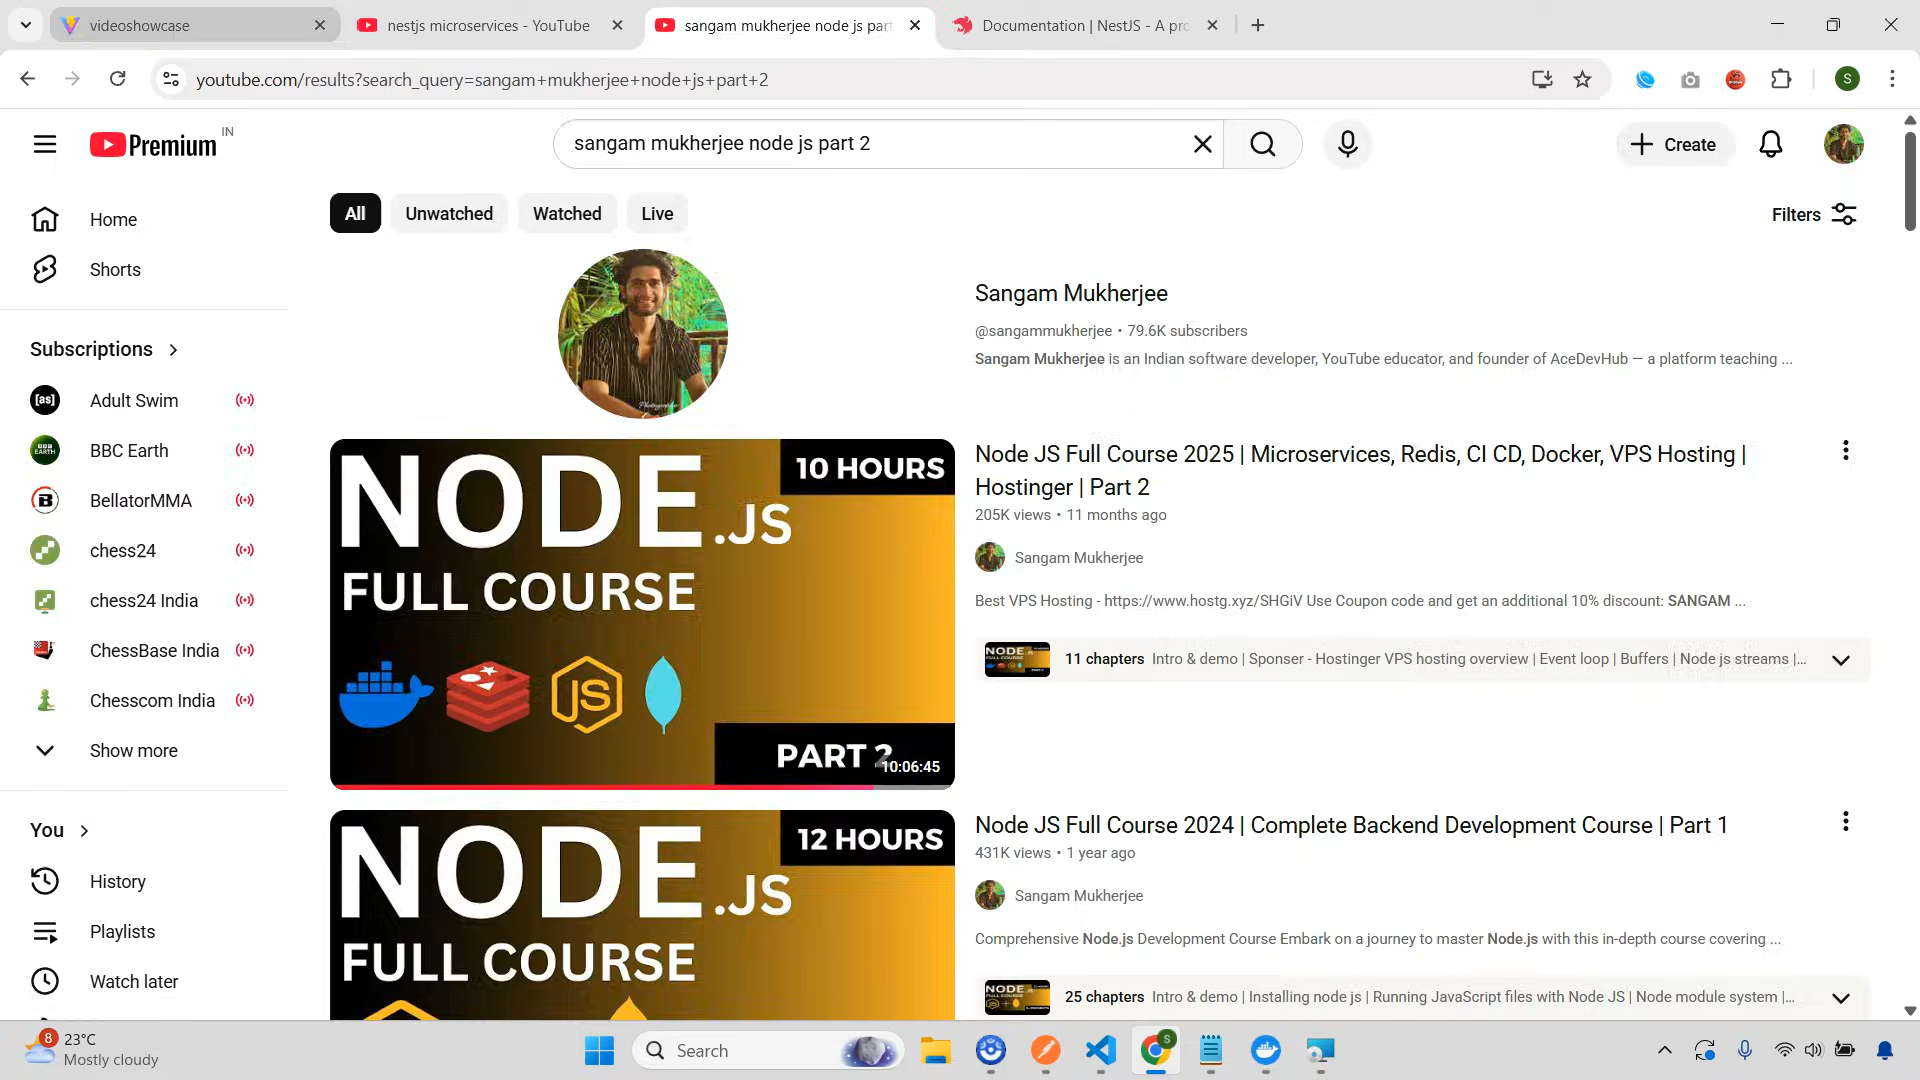 videoshowcase
nestjs microservices - YouTube
sangam mukherjee node js part
Documentation | NestJS - A pro
youtube.com/results?search_query=sangam+mukherjee+node+js+part+2
S
Premium
IN
sangam mukherjee node js part 2
Create
Home
Shorts
Subscriptions
[as]
Adult Swim
BBC EARTH
BBC Earth
B
BellatorMMA
chess24
chess24 India
ChessBase India
Chesscom India
Show more
You
History
Playlists
Watch later
All
Unwatched
Watched
Live
Filters
Sangam Mukherjee
@sangammukherjee • 79.6K subscribers
Sangam Mukherjee is an Indian software developer, YouTube educator, and founder of AceDevHub — a platform teaching ...
10 HOURS
NODE.JS
FULL COURSE
JS
PART 2
10:06:45
Node JS Full Course 2025 | Microservices, Redis, CI CD, Docker, VPS Hosting |
Hostinger | Part 2
205K views • 11 months ago
Sangam Mukherjee
Best VPS Hosting - https://www.hostg.xyz/SHGiV Use Coupon code and get an additional 10% discount: SANGAM ...
11 chapters Intro & demo | Sponser - Hostinger VPS hosting overview | Event loop | Buffers | Node js streams |...
12 HOURS
NODE.JS
FULL COURSE
Node JS Full Course 2024 | Complete Backend Development Course | Part 1
431K views • 1 year ago
Sangam Mukherjee
Comprehensive Node.js Development Course Embark on a journey to master Node.js with this in-depth course covering ...
25 chapters Intro & demo | Installing node js | Running JavaScript files with Node JS | Node module system |...
8
23°C
Mostly cloudy
Search
S